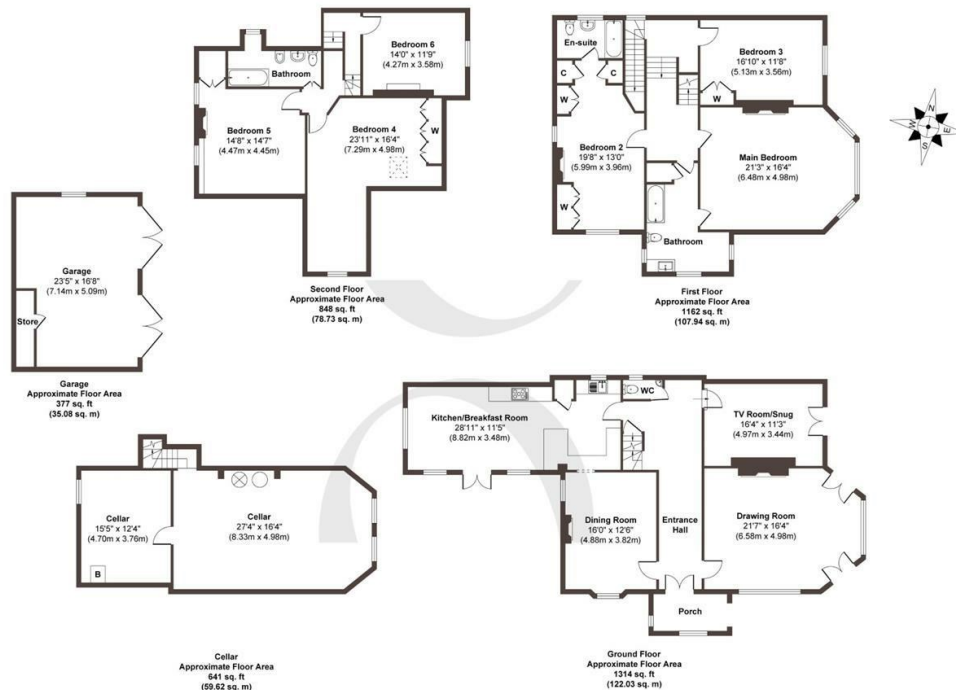 Bedroom 6
14'0" x 11'9"
(4.27m x 3.58m)
Bathroom
Bedroom 5
14'8" x 14'7"
(4.47m x 4.45m)
Bedroom 4
23'11" x 16'4"
(7.29m x 4.98m)
W
Second Floor
Approximate Floor Area
848 sq. ft
(78.73 sq. m)
En-suite
C
C
W
Bedroom 3
16'10" x 11'8"
(5.13m x 3.56m)
W
Bedroom 2
19'8" x 13'0"
(5.99m x 3.96m)
W
Main Bedroom
21'3" x 16'4"
(6.48m x 4.98m)
Bathroom
First Floor
Approximate Floor Area
1162 sq. ft
(107.94 sq. m)
N
E
S
W
Garage
23'5" x 16'8"
(7.14m x 5.09m)
Store
Garage
Approximate Floor Area
377 sq. ft
(35.08 sq. m)
Kitchen/Breakfast Room
28'11" x 11'5"
(8.82m x 3.48m)
WC
TV Room/Snug
16'4" x 11'3"
(4.97m x 3.44m)
Dining Room
16'0" x 12'6"
(4.88m x 3.82m)
Entrance
Hall
Drawing Room
21'7" x 16'4"
(6.58m x 4.98m)
Porch
Ground Floor
Approximate Floor Area
1314 sq. ft
(122.03 sq. m)
Cellar
15'5" x 12'4"
(4.70m x 3.76m)
B
Cellar
27'4" x 16'4"
(8.33m x 4.98m)
Cellar
Approximate Floor Area
641 sq. ft
(59.62 sq. m)